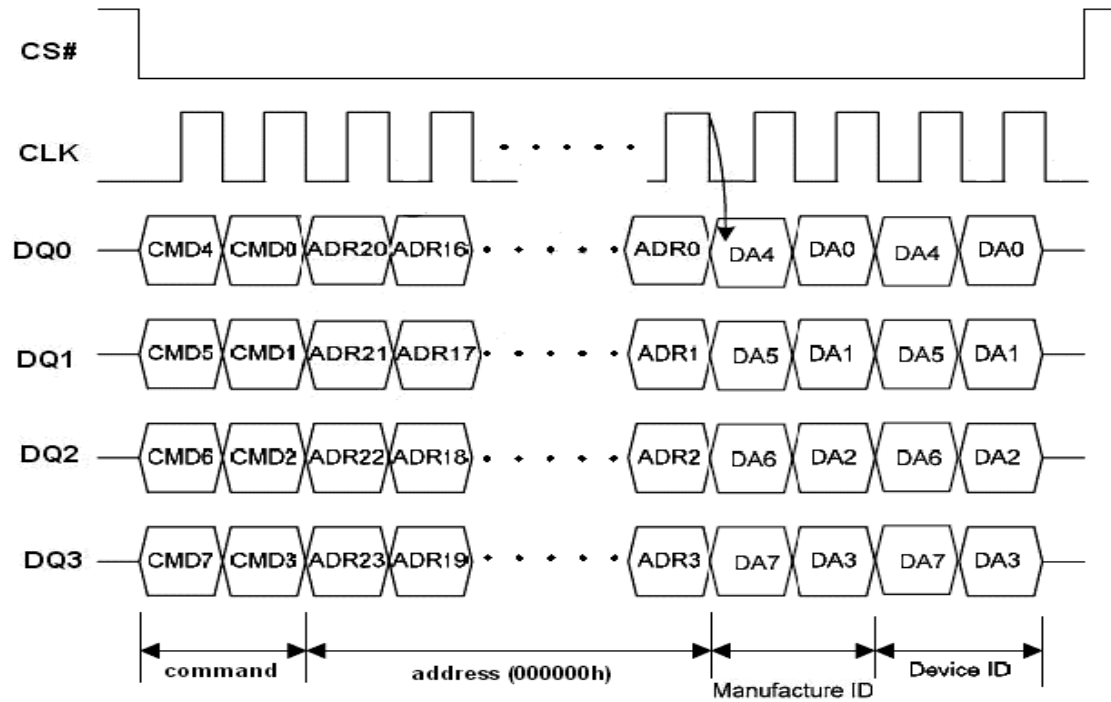 CS#
CLK
DQ0 CMD4 CMD0 ADR20 ADR16 ADR0 DA4 DA0 DA4 DA0
DQ1 CMD5 CMD1 ADR21 ADR17 ADR1 DA5 DA1 DA5 DA1
DQ2 CMD6 CMD2 ADR22 ADR18 ADR2 DA6 DA2 DA6 DA2
DQ3 CMD7 CMD3 ADR23 ADR19 ADR3 DA7 DA3 DA7 DA3
command address (000000h) Manufacture ID Device ID